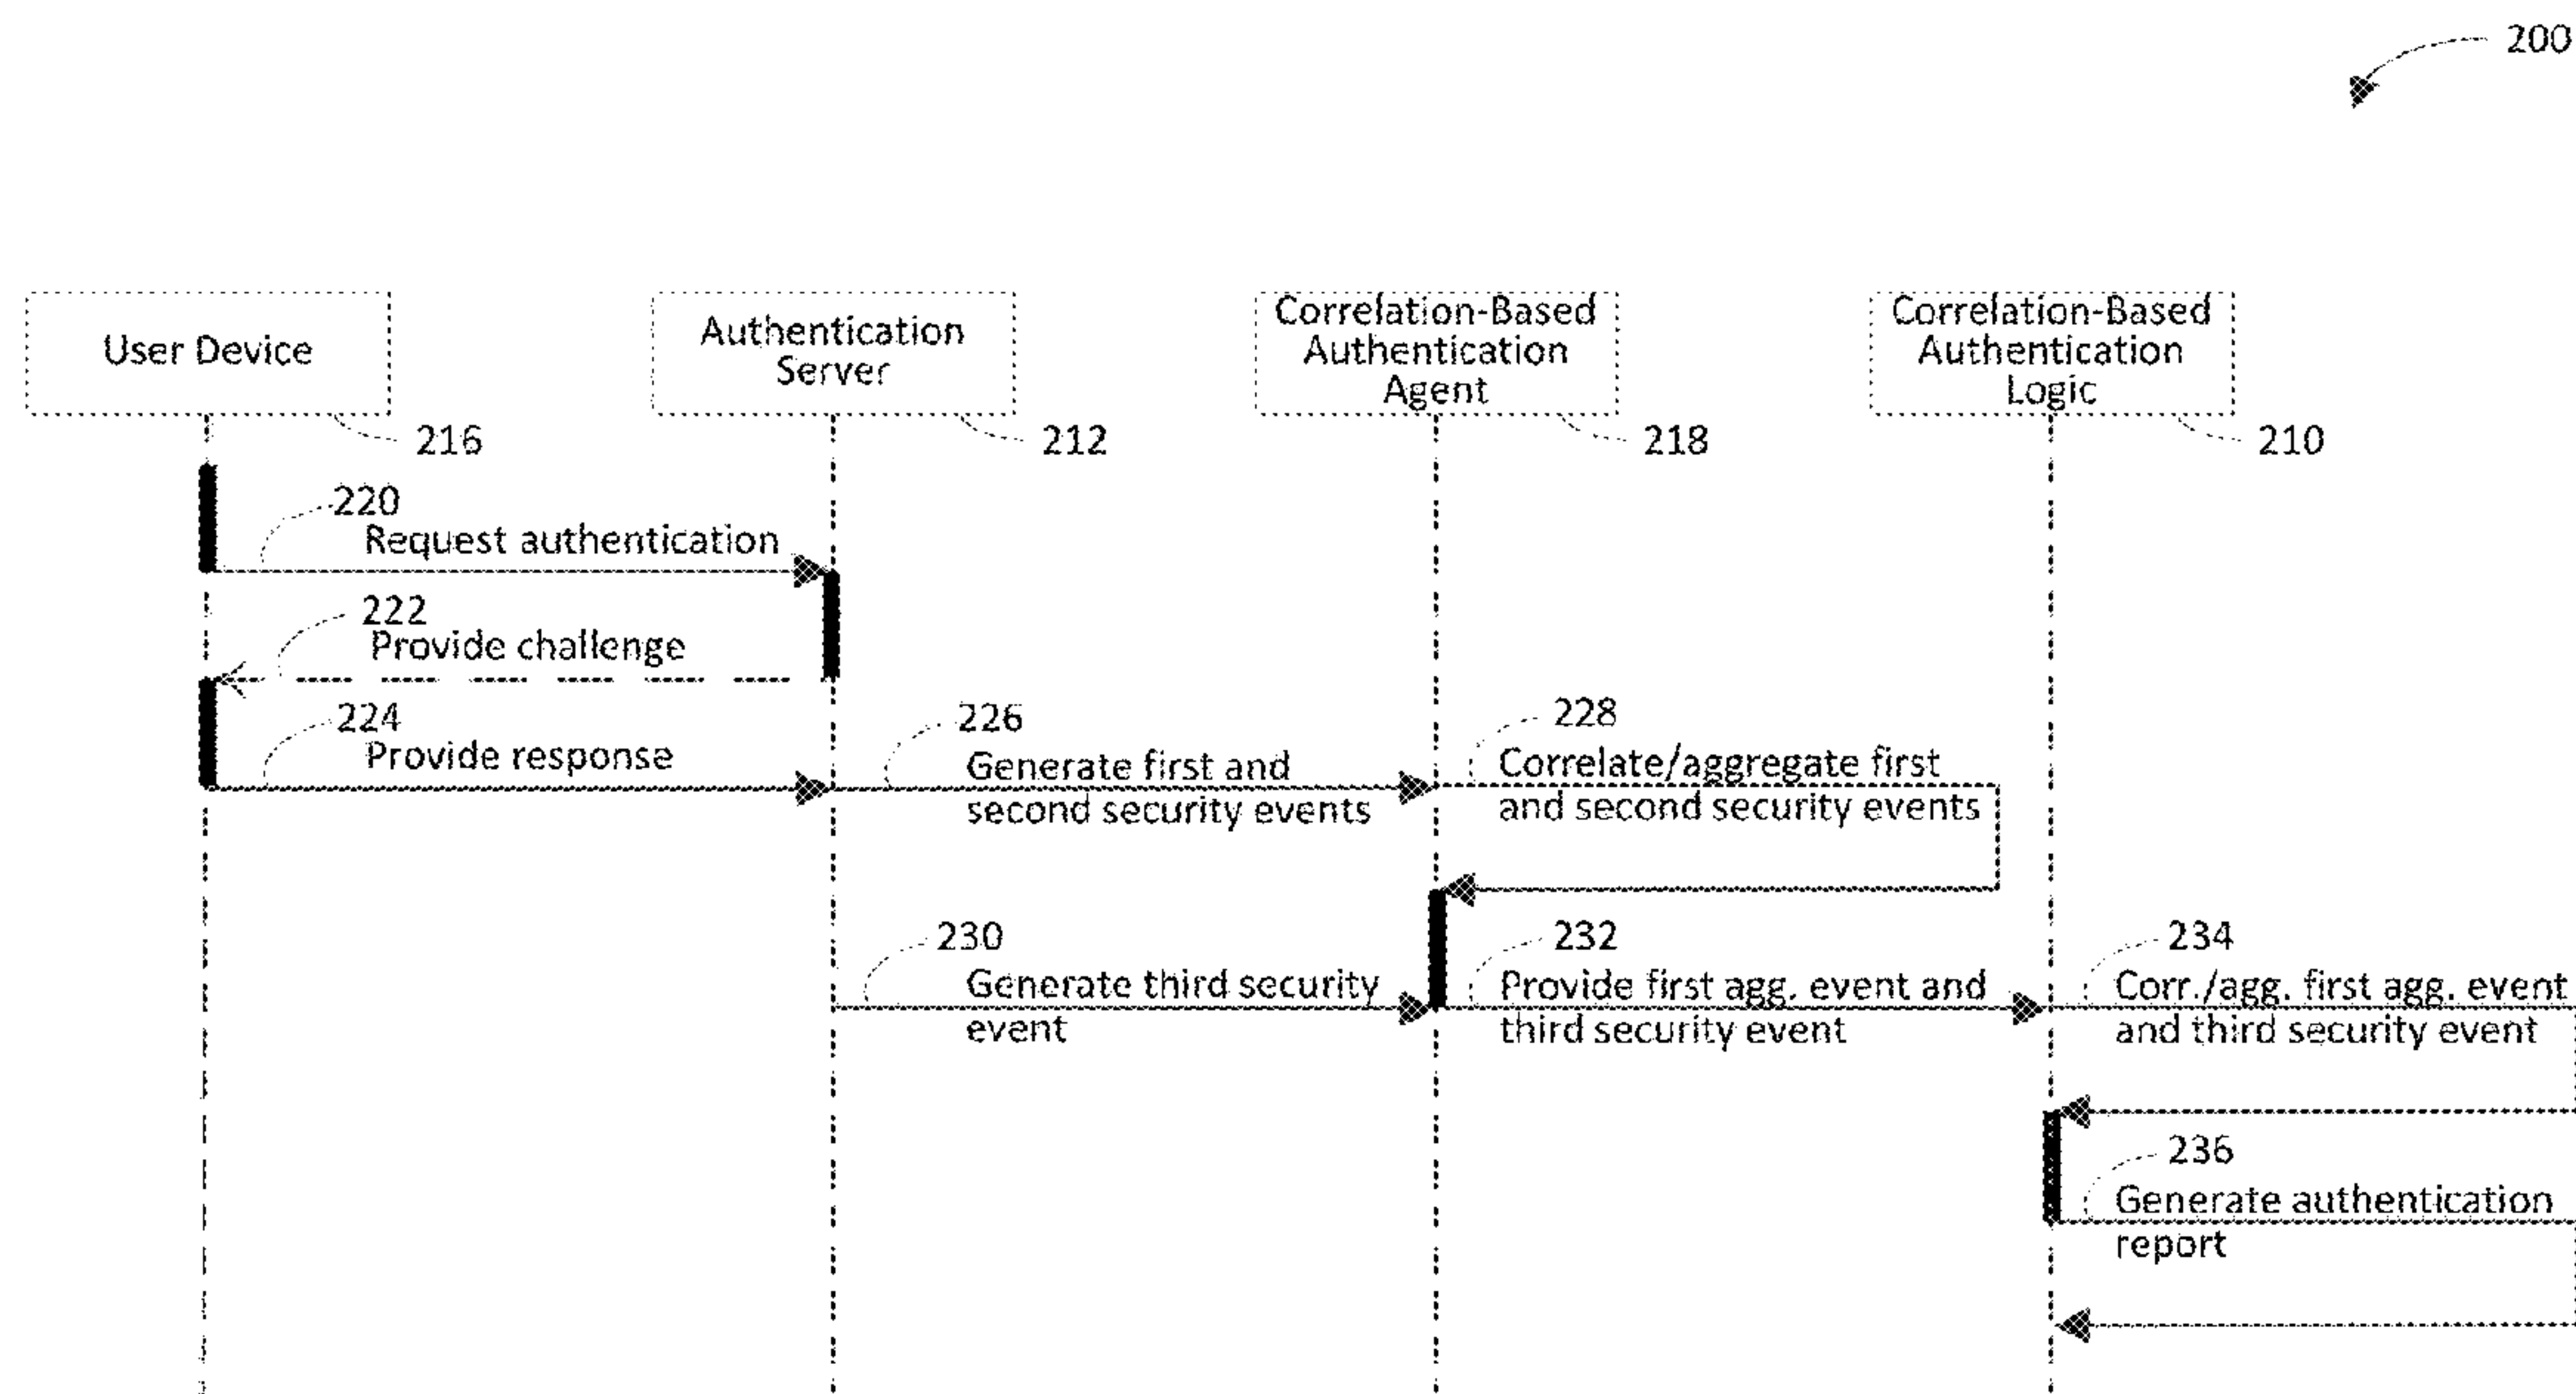 200
User Device
Authentication
Server
Correlation-Based
Authentication
Agent
Correlation-Based
Authentication
Logic
216
212
218
210
220
Request authentication
222
Provide challenge
224
Provide response
226
Generate first and
second security events
228
Correlate/aggregate first
and second security events
230
Generate third security
event
232
Provide first agg. event and
third security event
234
Corr./agg. first agg. event
and third security event
236
Generate authentication
report